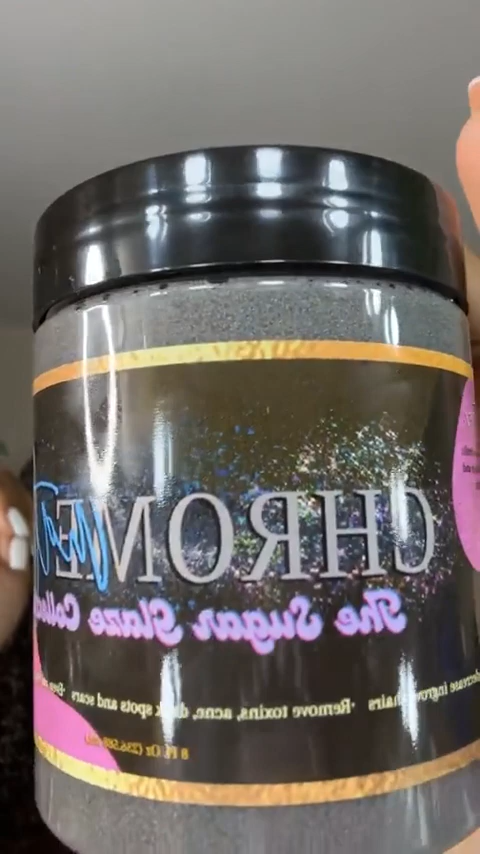 CHROME
The Sugar Glaze
decrease ingrown hairs *Remove toxins, acne, dark spots and scars
8 Fl. Oz